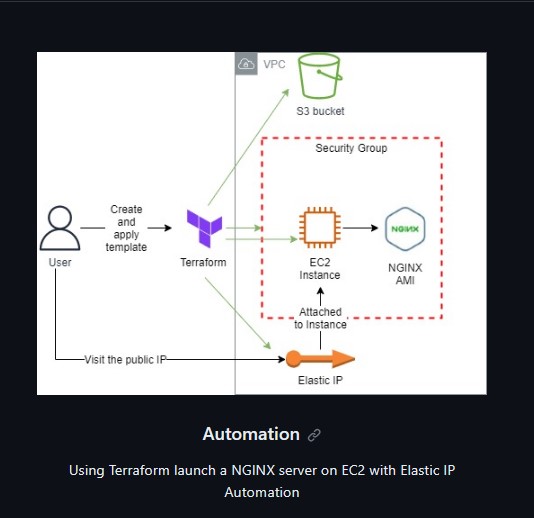 VPC
S3 bucket
Security Group
Create
and
apply
template
User
Terraform
EC2
Instance
NGINX
NGINX
AMI
Attached
to Instance
Visit the public IP
Elastic IP
Automation
Using Terraform launch a NGINX server on EC2 with Elastic IP
Automation